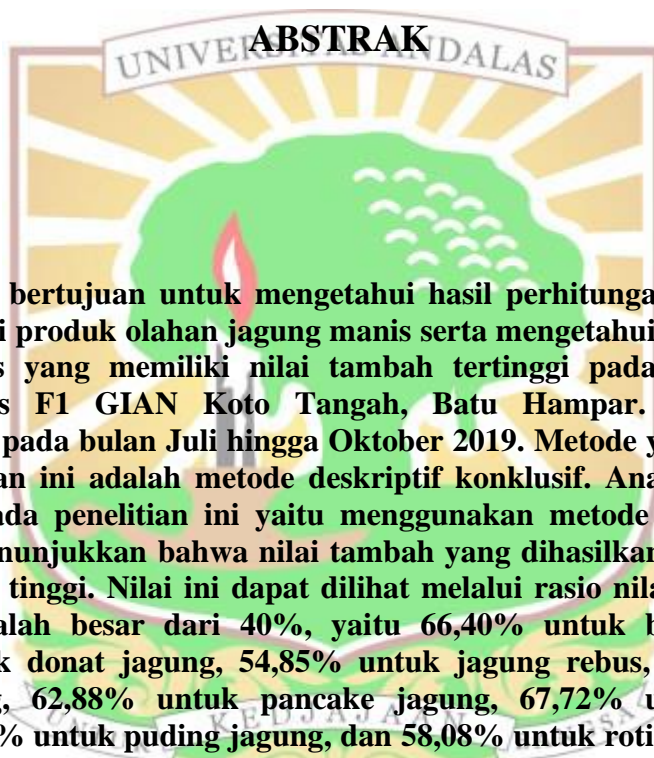 ABSTRAK
UNIVERSITAS ANDALAS
bertujuan untuk mengetahui hasil perhitunga
i produk olahan jagung manis serta mengetahui
s yang memiliki nilai tambah tertinggi pada
s F1 GIAN Koto Tangah, Batu Hampar.
pada bulan Juli hingga Oktober 2019. Metode y
an ini adalah metode deskriptif konklusif. Ana
ada penelitian ini yaitu menggunakan metode
nunjukkan bahwa nilai tambah yang dihasilkan
tinggi. Nilai ini dapat dilihat melalui rasio nila
alah besar dari 40%, yaitu 66,40% untuk b
k donat jagung, 54,85% untuk jagung rebus,
g, 62,88% untuk pancake jagung, 67,72% u
% untuk puding jagung, dan 58,08% untuk roti
UNTUK KEDJAJAAN